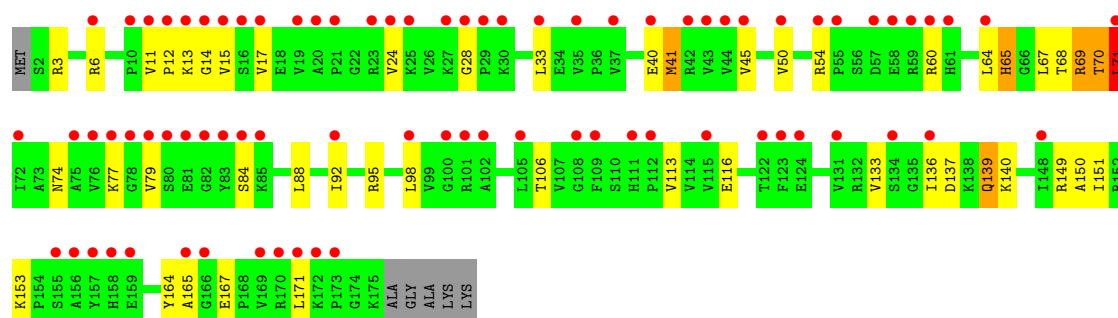 MET S2 R3 R6 P10 V11 P12 K13 G14 V15 S16 V17 E18 V19 A20 P21 G22 R23 V24 K25 V26 K27 G28 P29 K30 L33 E34 V35 P36 V37 E40 M41 R42 V43 V44 V45 V50 R54 P55 S56 D57 E58 R59 R60 H61 L64 H65 G66 L67 T68 R69 T70 L71
I72 A73 N74 A75 V76 K77 G78 V79 S80 E81 G82 Y83 S84 K85 L88 I92 R95 L98 V99 G100 R101 A102 L105 T106 V107 G108 F109 S110 H111 P112 V113 V114 V115 E116 T122 F123 E124 V131 R132 V133 S134 G135 I136 D137 K138 Q139 K140 I148 R149 A150 I151 R152
K153 P154 S155 A156 Y157 H158 E159 Y164 A165 G166 E167 P168 V169 R170 L171 K172 P173 G174 K175 ALA GLY ALA LYS LYS